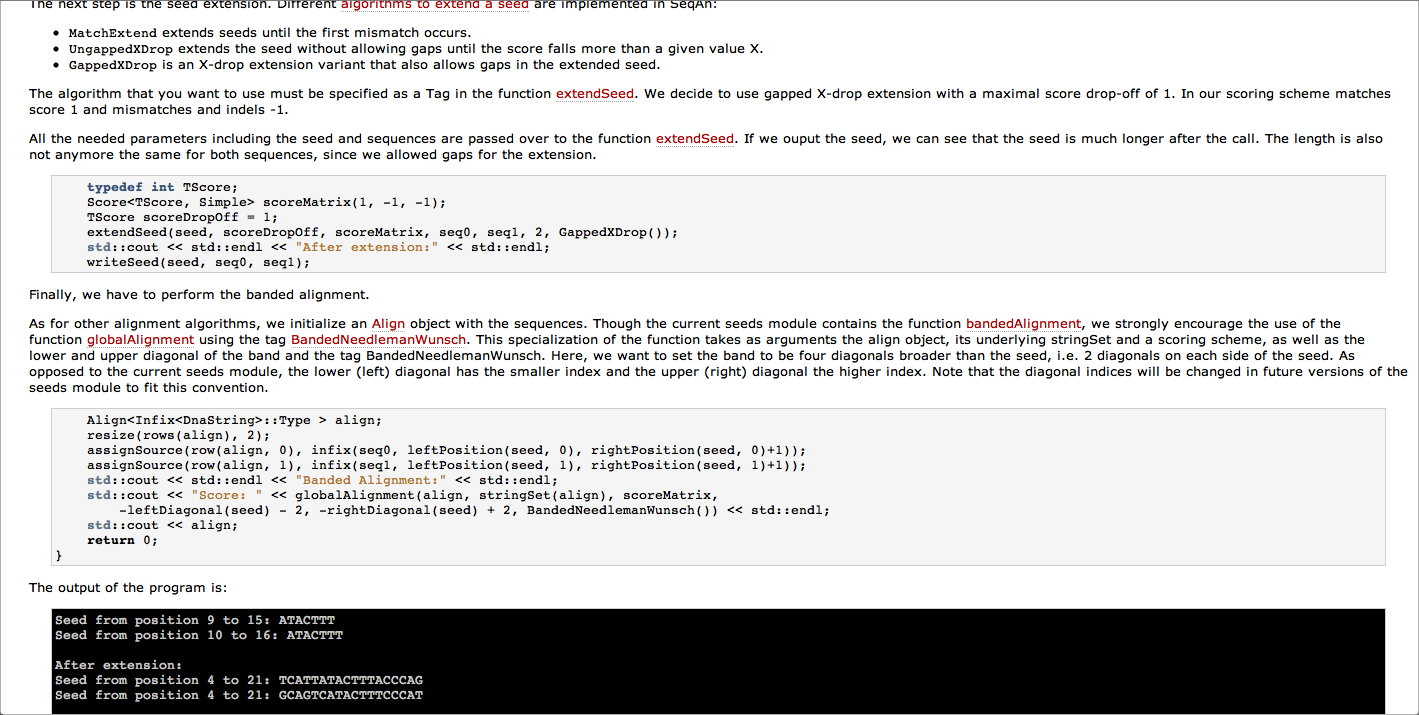 The next step is the seed extension. Different algorithms to extend a seed are implemented in SeqAn:
• MatchExtend extends seeds until the first mismatch occurs.
• UngappedXDrop extends the seed without allowing gaps until the score falls more than a given value X.
• GappedXDrop is an X-drop extension variant that also allows gaps in the extended seed.
The algorithm that you want to use must be specified as a Tag in the function extendSeed. We decide to use gapped X-drop extension with a maximal score drop-off of 1. In our scoring scheme matches
score 1 and mismatches and indels -1.
All the needed parameters including the seed and sequences are passed over to the function extendSeed. If we ouput the seed, we can see that the seed is much longer after the call. The length is also
not anymore the same for both sequences, since we allowed gaps for the extension.
typedef int TScore;
Score<TScore, Simple> scoreMatrix(1, -1, -1);
TScore scoreDropOff = 1;
extendSeed(seed, scoreDropOff, scoreMatrix, seq0, seq1, 2, GappedXDrop());
std::cout << std::endl << "After extension:" << std::endl;
writeSeed(seed, seq0, seq1);
Finally, we have to perform the banded alignment.
As for other alignment algorithms, we initialize an Align object with the sequences. Though the current seeds module contains the function bandedAlignment, we strongly encourage the use of the
function globalAlignment using the tag BandedNeedlemanWunsch. This specialization of the function takes as arguments the align object, its underlying stringSet and a scoring scheme, as well as the
lower and upper diagonal of the band and the tag BandedNeedlemanWunsch. Here, we want to set the band to be four diagonals broader than the seed, i.e. 2 diagonals on each side of the seed. As
opposed to the current seeds module, the lower (left) diagonal has the smaller index and the upper (right) diagonal the higher index. Note that the diagonal indices will be changed in future versions of the
seeds module to fit this convention.
Align<Infix<DnaString>::Type > align;
resize(rows(align), 2);
assignSource(row(align, 0), infix(seq0, leftPosition(seed, 0), rightPosition(seed, 0)+1));
assignSource(row(align, 1), infix(seq1, leftPosition(seed, 1), rightPosition(seed, 1)+1));
std::cout << std::endl << "Banded Alignment:" << std::endl;
std::cout << "Score: " << globalAlignment(align, stringSet(align), scoreMatrix,
-leftDiagonal(seed) - 2, -rightDiagonal(seed) + 2, BandedNeedlemanWunsch()) << std::endl;
std::cout << align;
return 0;
}
The output of the program is:
Seed from position 9 to 15: ATACTTT
Seed from position 10 to 16: ATACTTT
After extension:
Seed from position 4 to 21: TCATTATACTTTACCCAG
Seed from position 4 to 21: GCAGTCATACTTTCCCAT